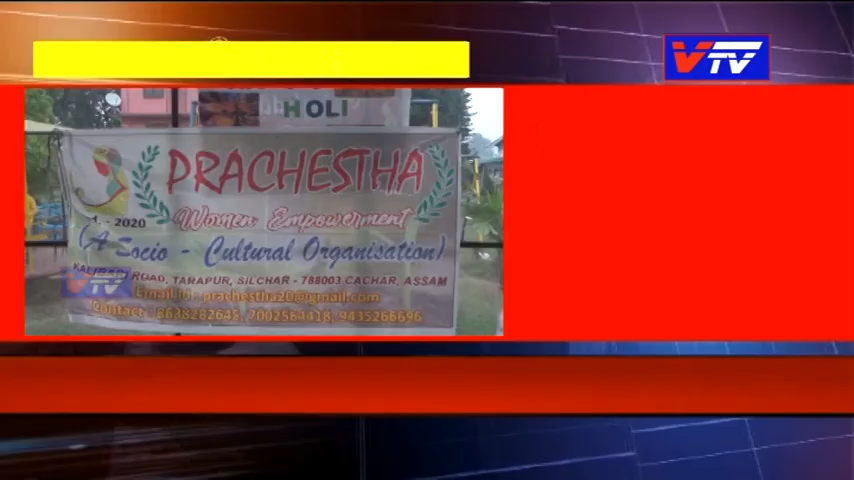 VTV
HOLI
PRACHESTHA
Women Empowerment
d. - 2020
(A Socio - Cultural Organisation)
ROAD, TARAPUR, SILCHAR - 788003 CACHAR, ASSAM
VTV
Email id : prachestha20@gmail.com
Contact : 8638282645, 7002564418, 9435266696